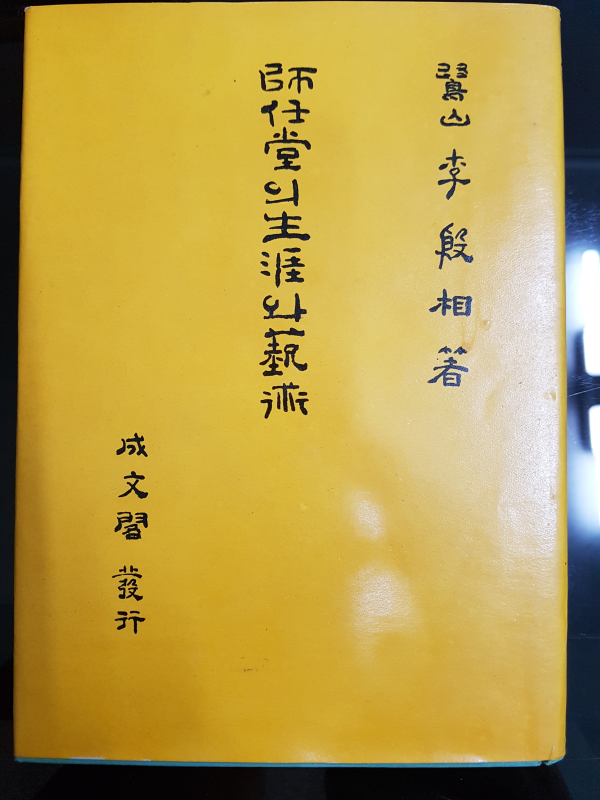 鷺山 李殷相 著
師任堂의 生涯와 藝術
成文閣 發行